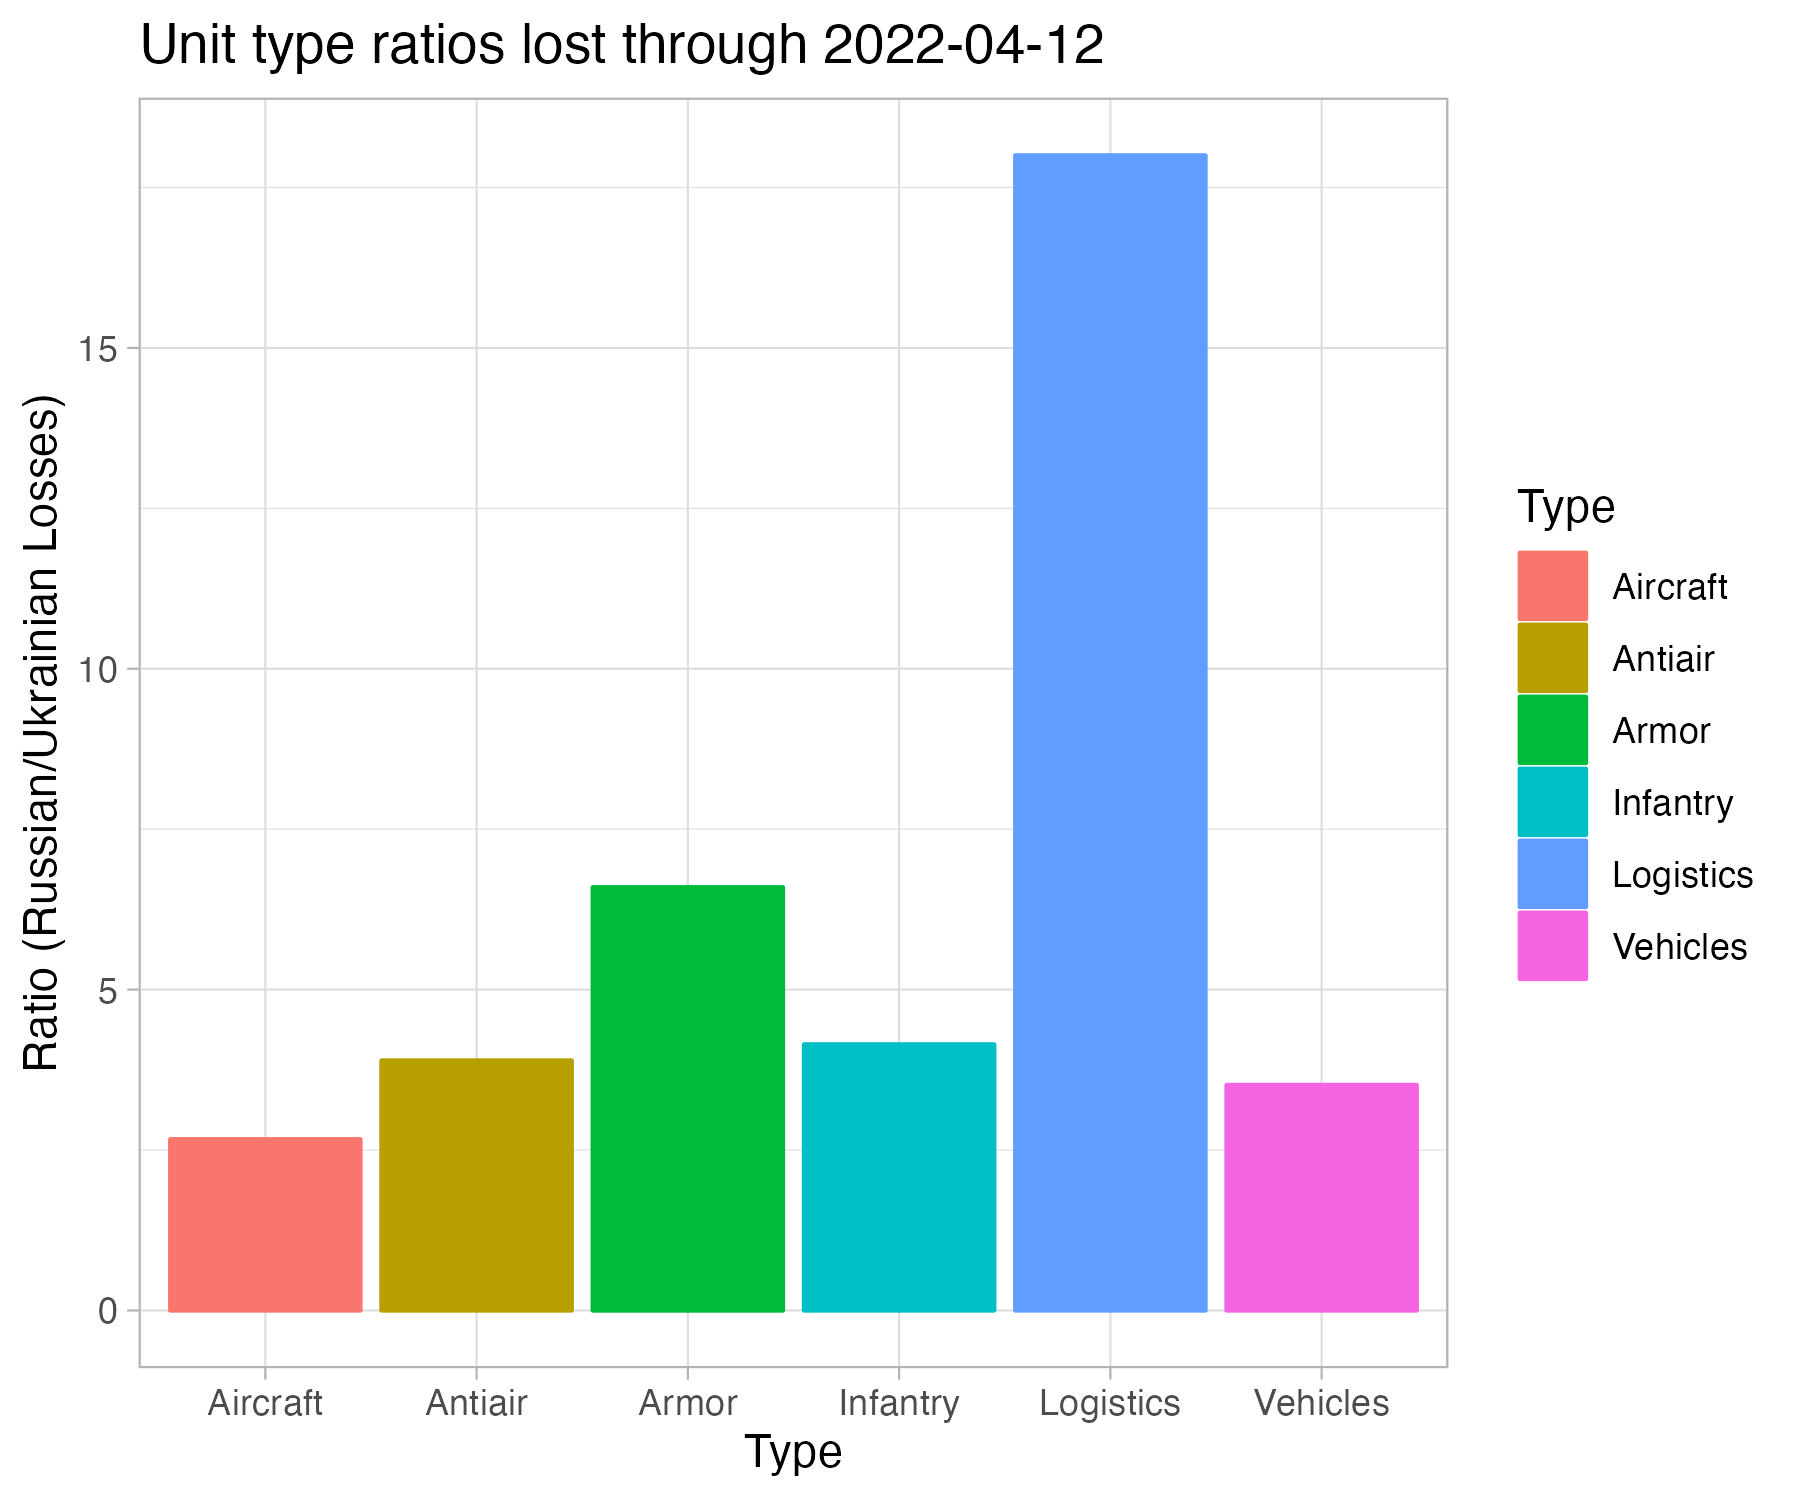 Unit type ratios lost through 2022-04-12
Ratio (Russian/Ukrainian Losses)
15
10
5
0
Aircraft
Antiair
Armor
Infantry
Logistics
Vehicles
Type
Type
Aircraft
Antiair
Armor
Infantry
Logistics
Vehicles